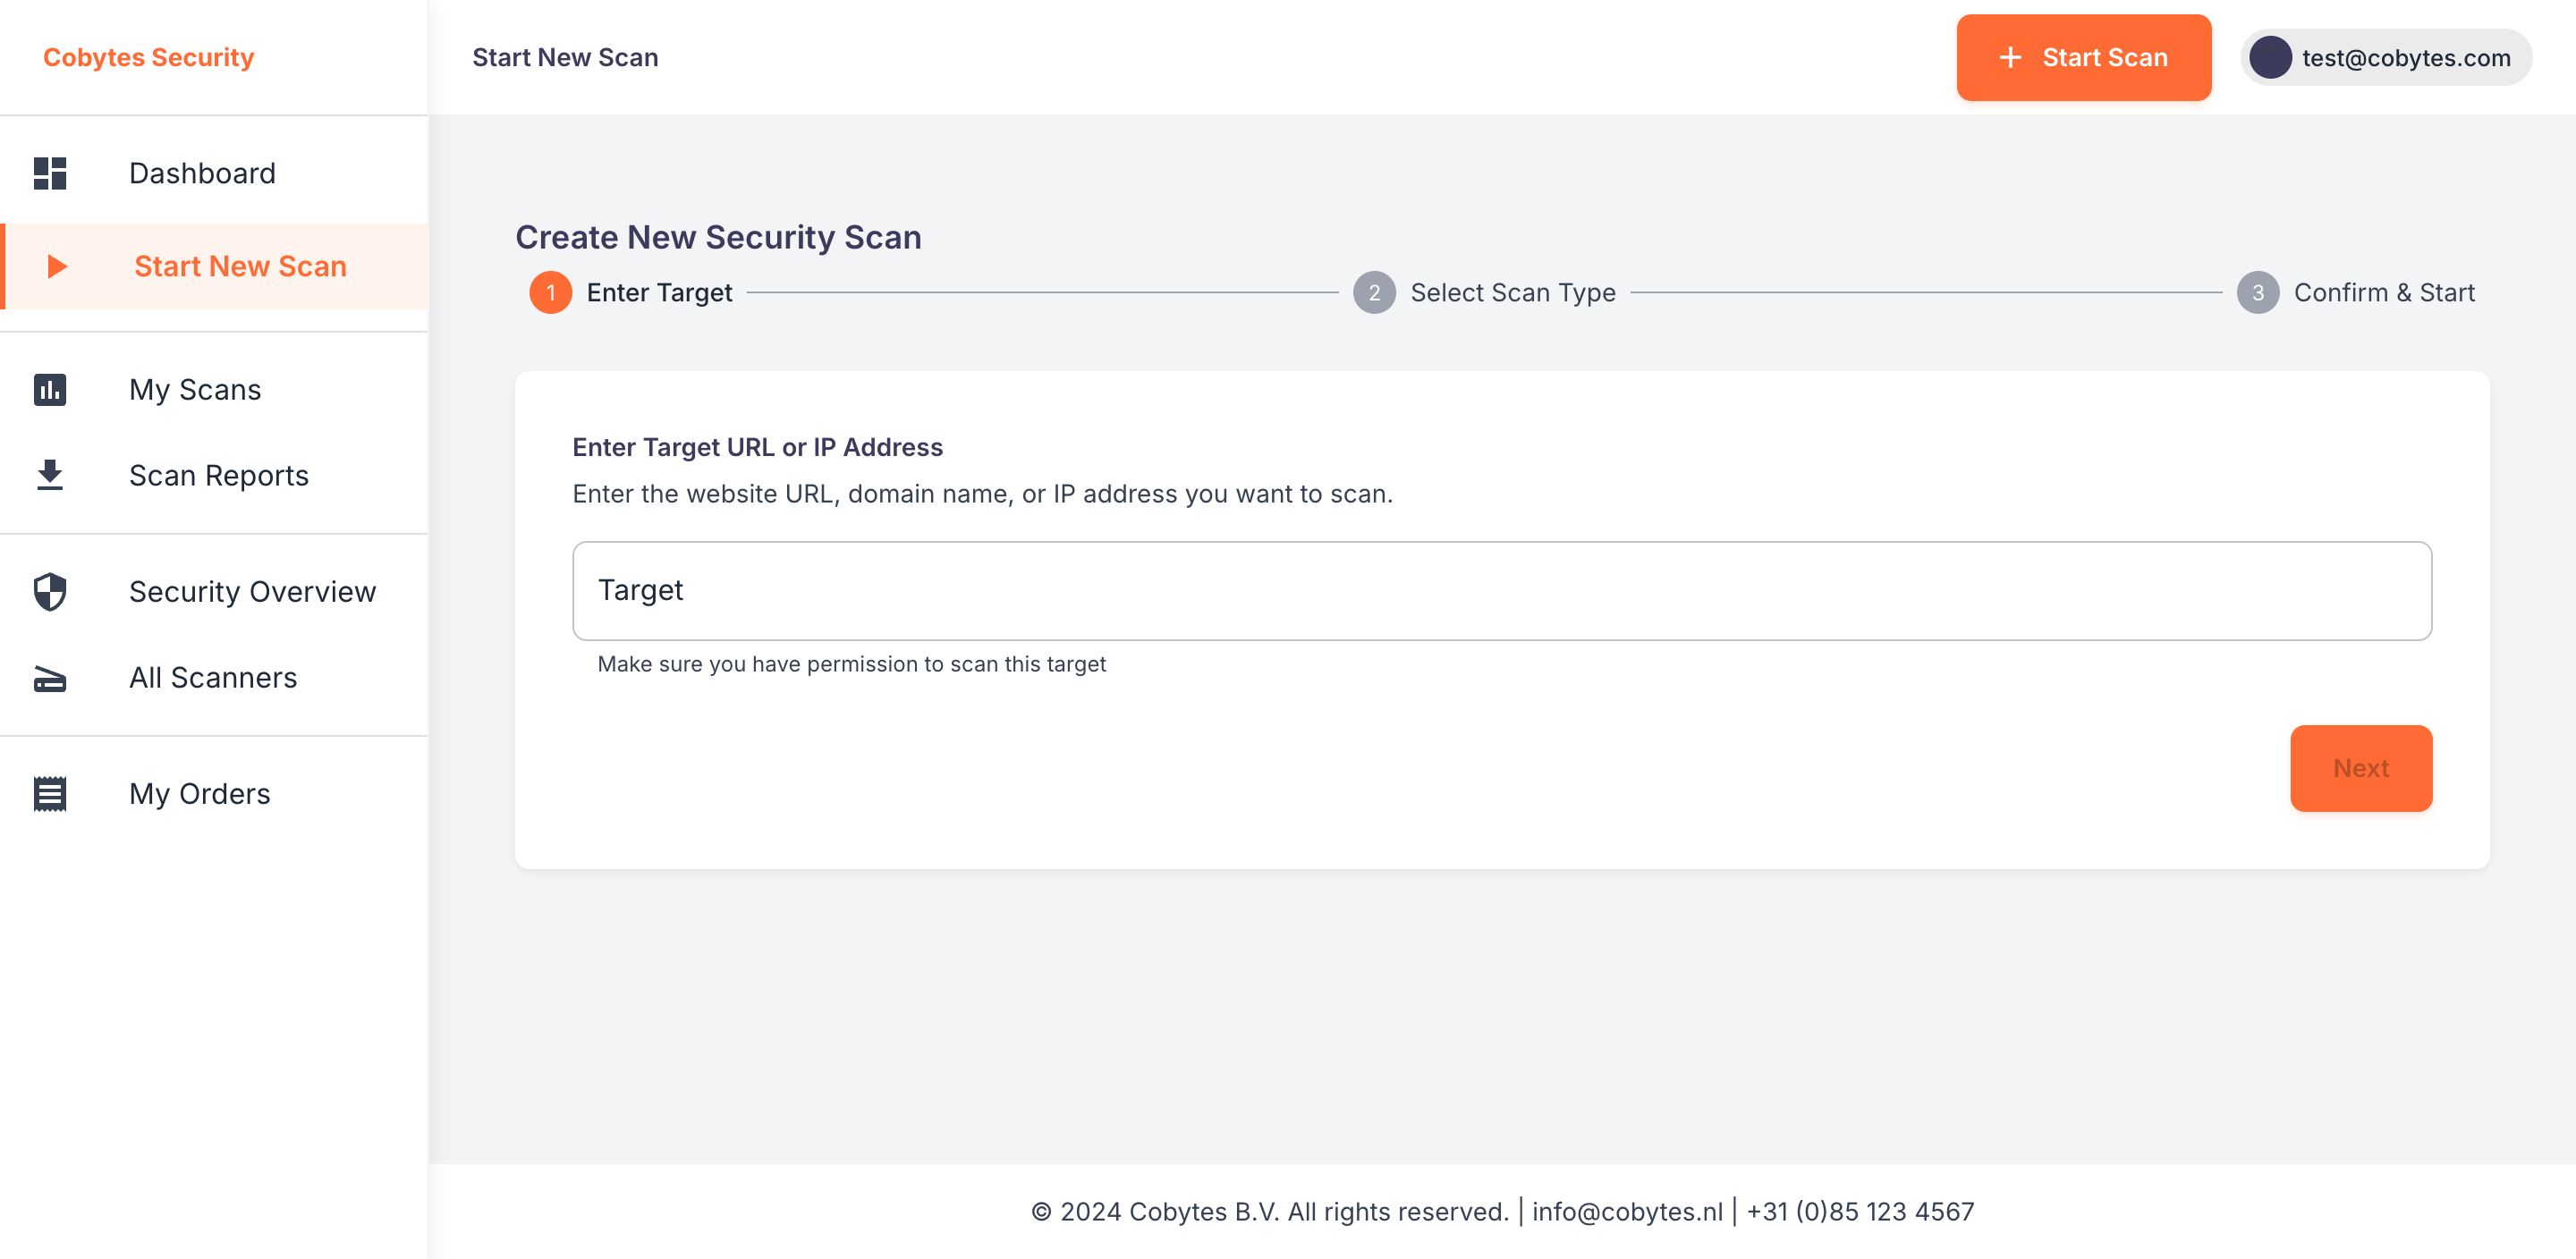 Cobytes Security
Start New Scan
Start Scan
test@cobytes.com
Dashboard
Start New Scan
My Scans
Scan Reports
Security Overview
All Scanners
My Orders
Create New Security Scan
1 Enter Target
2 Select Scan Type
3 Confirm & Start
Enter Target URL or IP Address
Enter the website URL, domain name, or IP address you want to scan.
Target
Make sure you have permission to scan this target
Next
© 2024 Cobytes B.V. All rights reserved. | info@cobytes.nl | +31 (0)85 123 4567